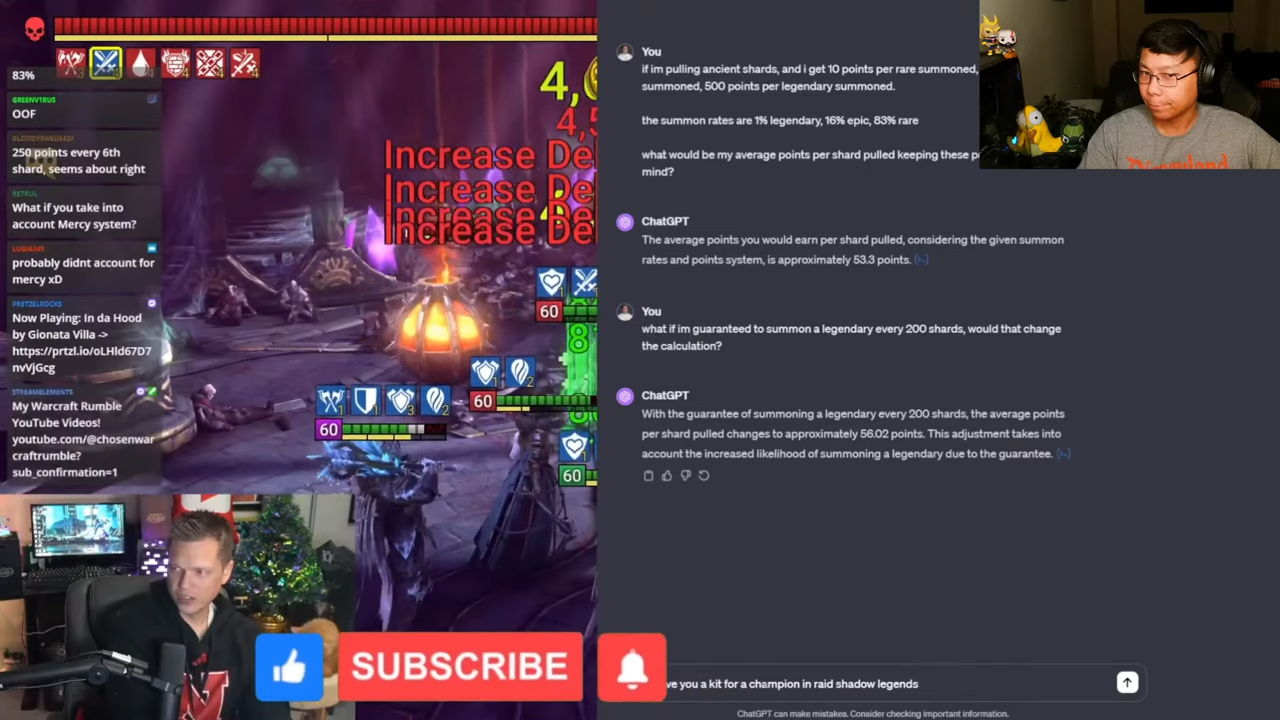 83%
GREENV1RUS
OOF
250 points every 6th
shard, seems about right
RETRUL
What if you take into
account Mercy system?
LUGIA345
probably didnt account for
mercy xD
PRETZELROCKS
Now Playing: In da Hood
by Gionata Villa ->
https://prtzl.io/oLHld67D7
nvVjGcg
STREAMELEMENTS
My Warcraft Rumble
YouTube Videos!
youtube.com/@chosenwar
craftrumble?
sub_confirmation=1
4,
4,5
Increase De
Increase De
Increase De
Increase De
60
60
60
60
SUBSCRIBE
You
if im pulling ancient shards, and i get 10 points per rare summoned,
summoned, 500 points per legendary summoned.
the summon rates are 1% legendary, 16% epic, 83% rare
what would be my average points per shard pulled keeping these
mind?
ChatGPT
The average points you would earn per shard pulled, considering the given summon
rates and points system, is approximately 53.3 points. [>-]
You
what if im guaranteed to summon a legendary every 200 shards, would that change
the calculation?
ChatGPT
With the guarantee of summoning a legendary every 200 shards, the average points
per shard pulled changes to approximately 56.02 points. This adjustment takes into
account the increased likelihood of summoning a legendary due to the guarantee. [>-]
ve you a kit for a champion in raid shadow legends
ChatGPT can make mistakes. Consider checking important information.